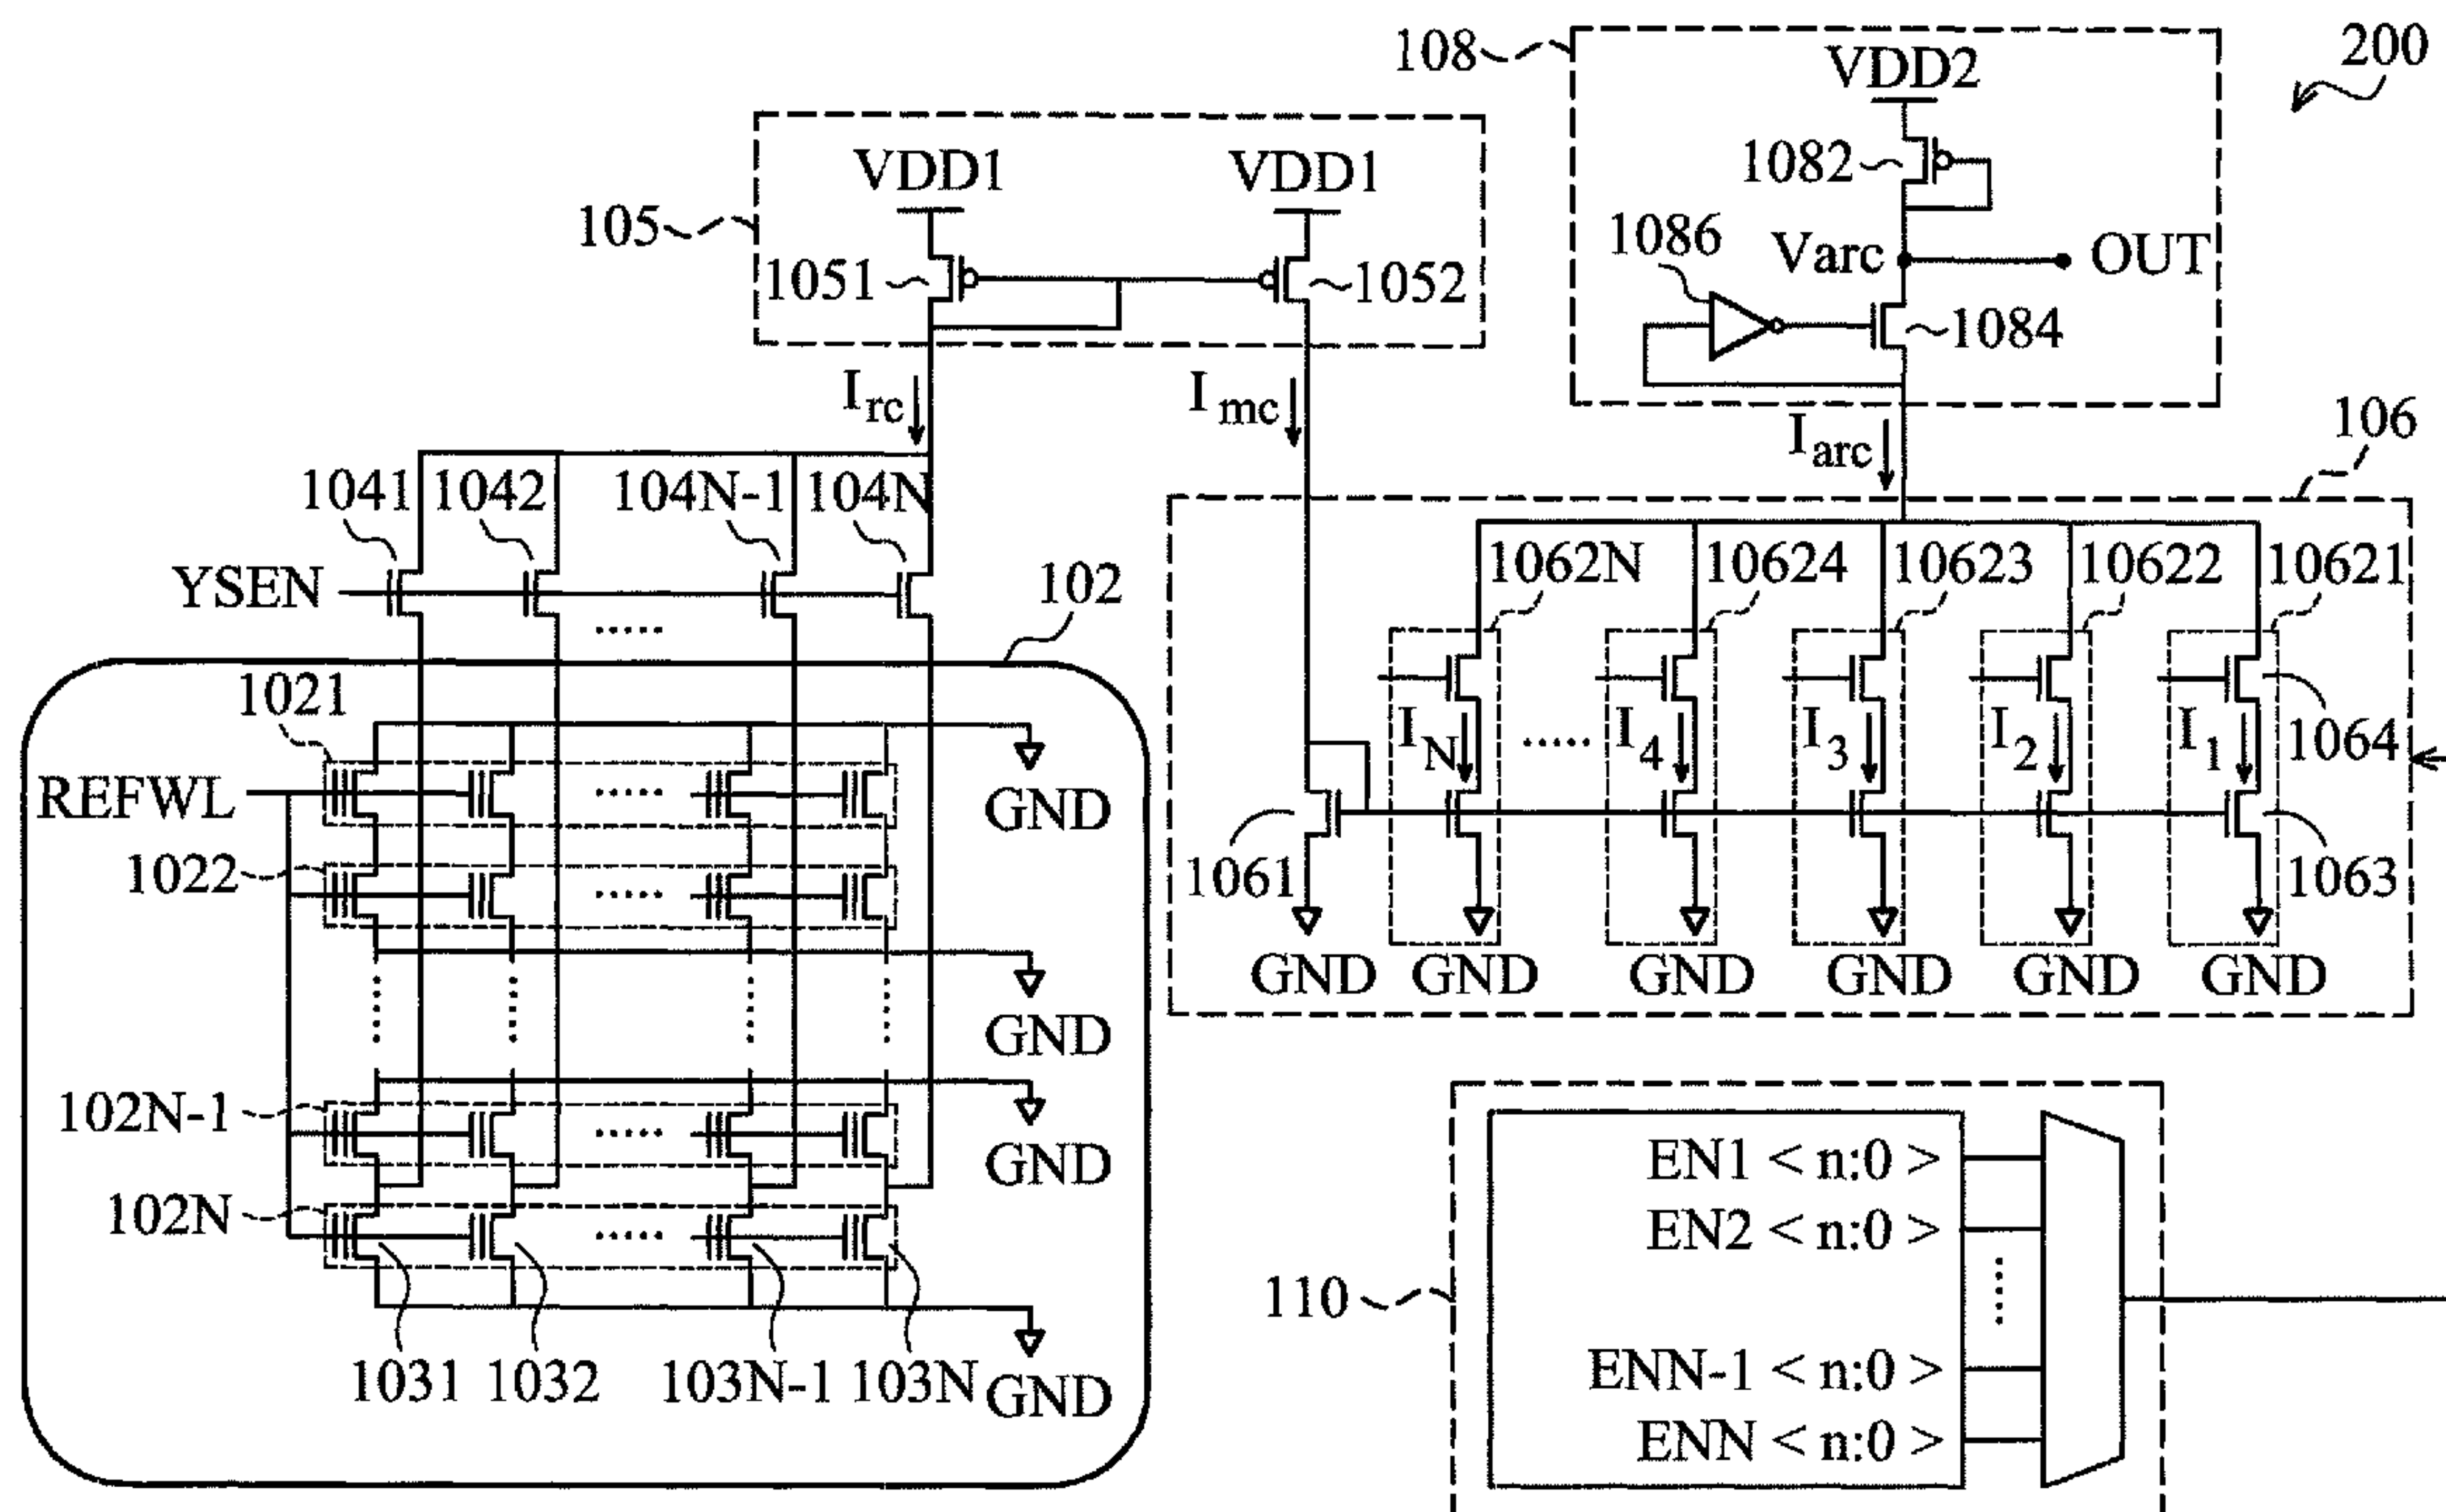 108
VDD2
200
1082
VDD1
VDD1
105
1086
Varc
OUT
1051
1052
1084
Irc
Imc
Iarc
106
1041
1042
104N-1
104N
YSEN
102
1062N
10624
10623
10622
10621
1021
.....
IN
.....
I4
I3
I2
I1
1064
REFWL
.....
GND
1022
.....
1061
1063
GND
GND
GND
GND
GND
GND
.....
.....
.....
.....
GND
102N-1
.....
GND
EN1 < n:0 >
102N
.....
EN2 < n:0 >
110
.....
1031
1032
103N-1
103N
GND
ENN-1 < n:0 >
ENN < n:0 >